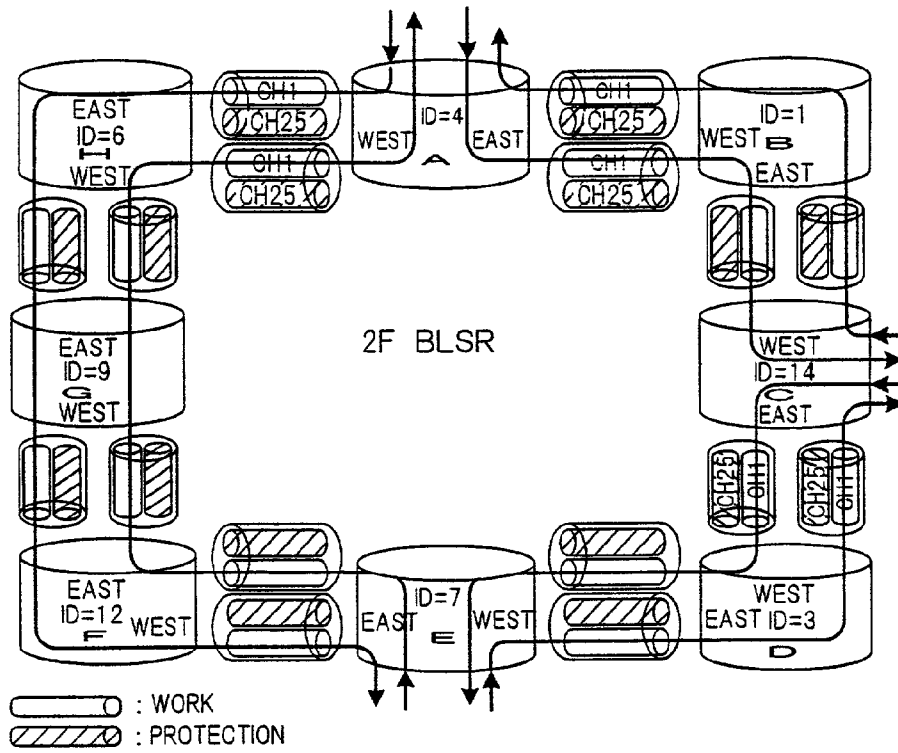 EAST
ID=6
H
WEST
CH1
CH25
CH1
CH25
WEST
ID=4
A
EAST
CH1
CH25
CH1
CH25
ID=1
WEST
B
EAST
EAST
ID=9
G
WEST
2F BLSR
WEST
ID=14
C
EAST
CH25
CH1
CH25
CH1
EAST
ID=12
WEST
F
ID=7
EAST
WEST
E
WEST
EAST
ID=3
D
: WORK
: PROTECTION